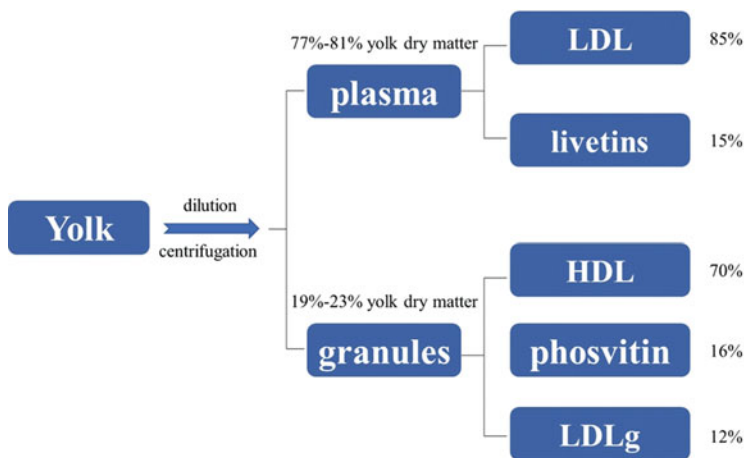 77%-81% yolk dry matter
LDL
85%
plasma
livetins
15%
Yolk
dilution
centrifugation
19%-23% yolk dry matter
HDL
70%
granules
phosvitin
16%
LDLg
12%